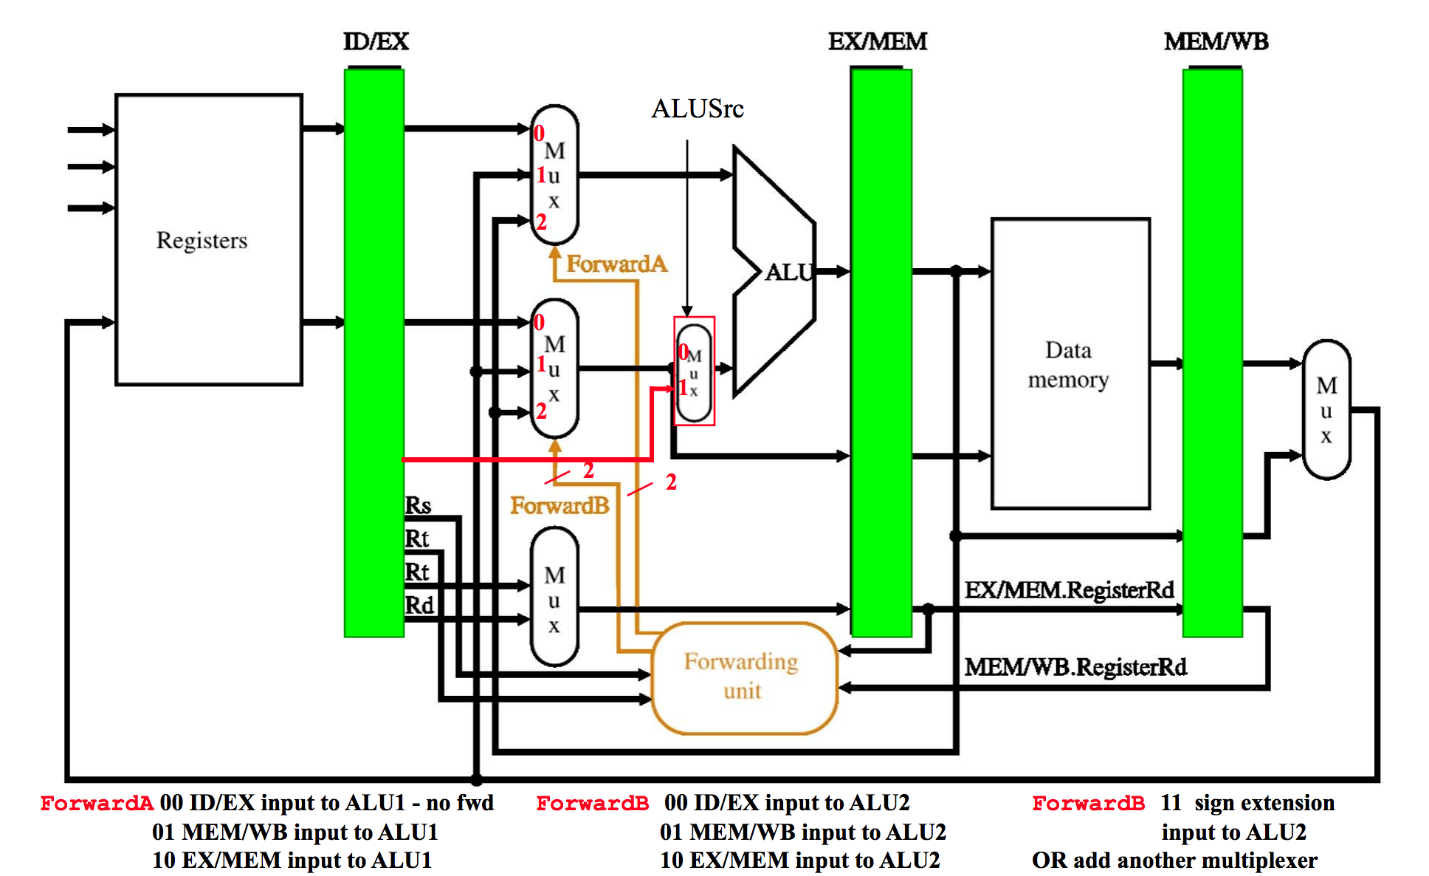 ID/EX
EX/MEM
MEM/WB
ALUSrc
0
M
1u
x
2
Registers
ForwardA
ALU
0
M
1u
x
2
0M
u
1x
Data
memory
M
u
x
2
2
Rs
ForwardB
Rt
Rt
Rd
M
u
x
EX/MEM.RegisterRd
Forwarding
unit
MEM/WB.RegisterRd
ForwardA 00 ID/EX input to ALU1 - no fwd
01 MEM/WB input to ALU1
10 EX/MEM input to ALU1
ForwardB 00 ID/EX input to ALU2
01 MEM/WB input to ALU2
10 EX/MEM input to ALU2
ForwardB 11 sign extension
input to ALU2
OR add another multiplexer